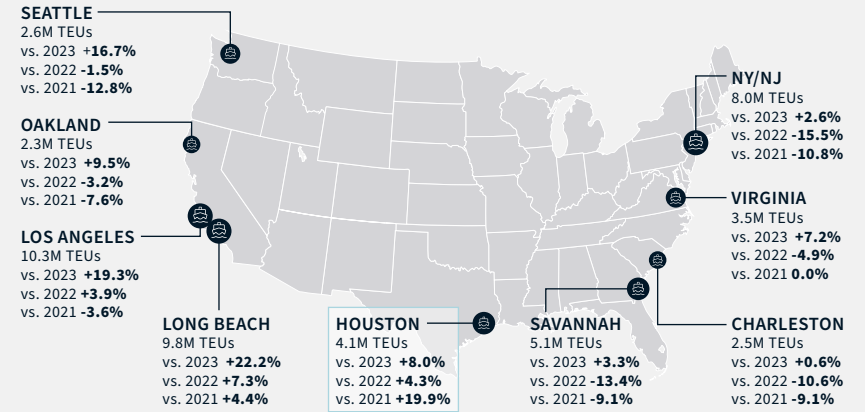 SEATTLE
2.6M TEUs
vs. 2023 +16.7%
vs. 2022 -1.5%
vs. 2021 -12.8%
OAKLAND
2.3M TEUs
vs. 2023 +9.5%
vs. 2022 -3.2%
vs. 2021 -7.6%
LOS ANGELES
10.3M TEUs
vs. 2023 +19.3%
vs. 2022 +3.9%
vs. 2021 -3.6%
LONG BEACH
9.8M TEUs
vs. 2023 +22.2%
vs. 2022 +7.3%
vs. 2021 +4.4%
HOUSTON
4.1M TEUs
vs. 2023 +8.0%
vs. 2022 +4.3%
vs. 2021 +19.9%
SAVANNAH
5.1M TEUs
vs. 2023 +3.3%
vs. 2022 -13.4%
vs. 2021 -9.1%
NY/NJ
8.0M TEUs
vs. 2023 +2.6%
vs. 2022 -15.5%
vs. 2021 -10.8%
VIRGINIA
3.5M TEUs
vs. 2023 +7.2%
vs. 2022 -4.9%
vs. 2021 0.0%
CHARLESTON
2.5M TEUs
vs. 2023 +0.6%
vs. 2022 -10.6%
vs. 2021 -9.1%